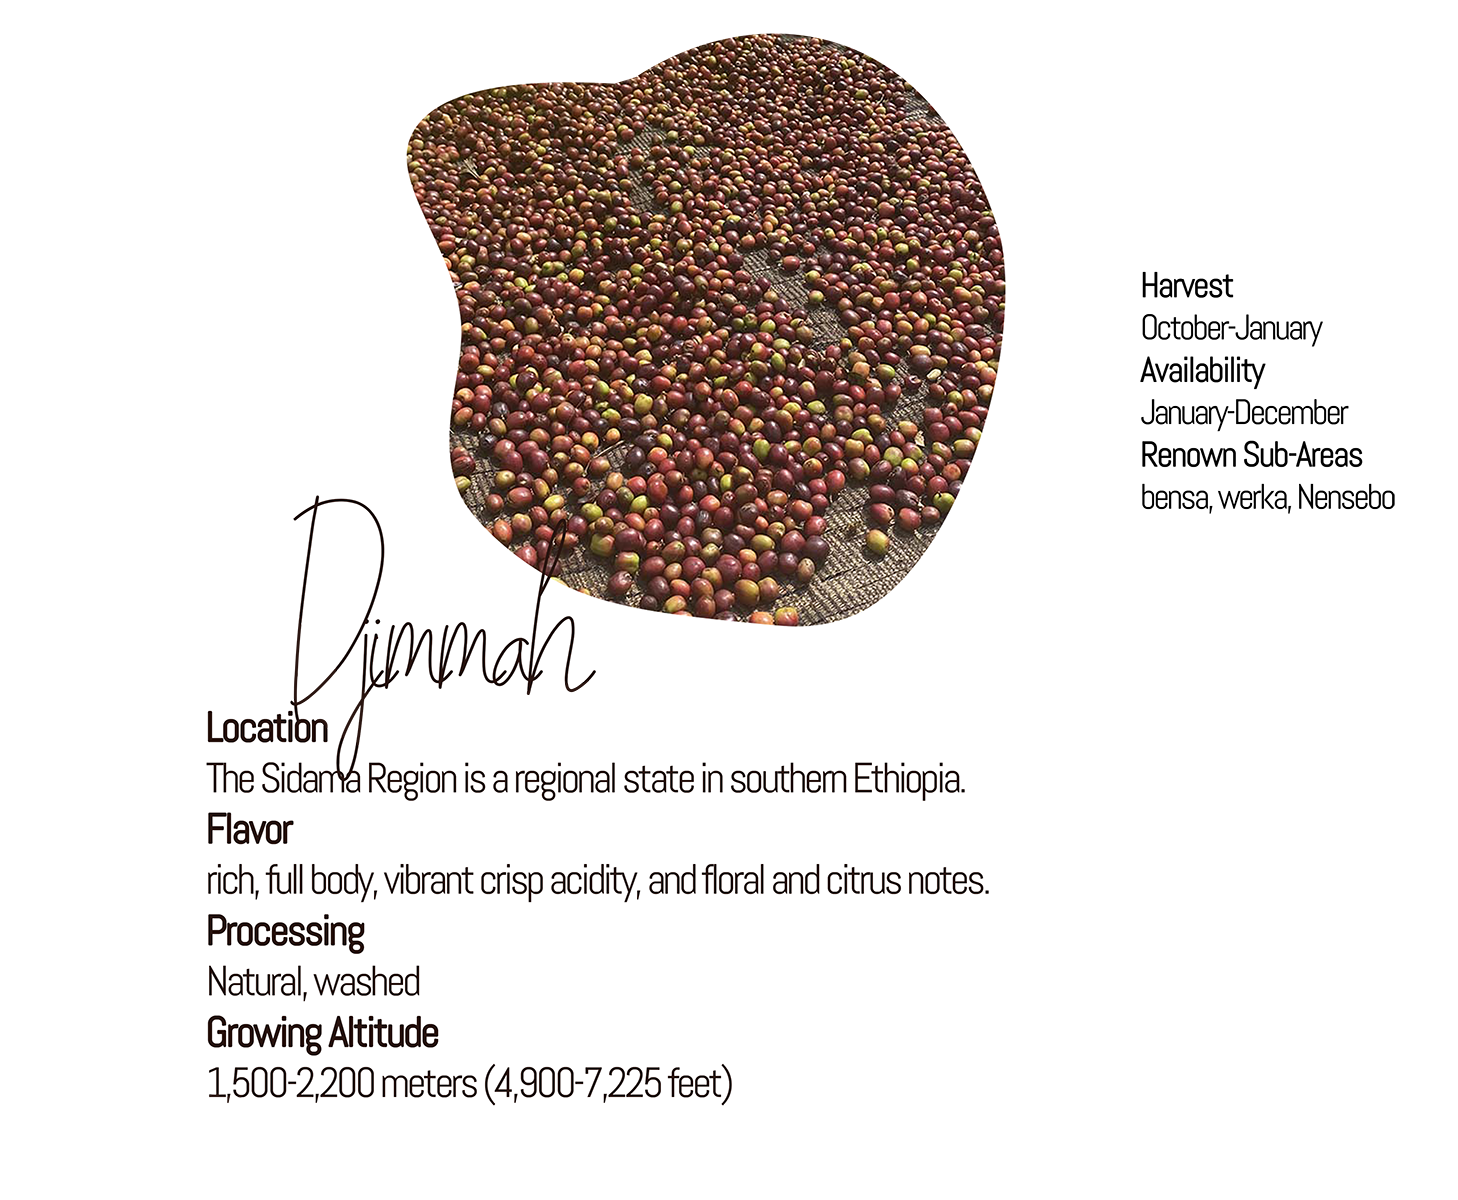 Djimmah
Location
The Sidama Region is a regional state in southern Ethiopia.
Flavor
rich, full body, vibrant crisp acidity, and floral and citrus notes.
Processing
Natural, washed
Growing Altitude
1,500-2,200 meters (4,900-7,225 feet)
Harvest
October-January
Availability
January-December
Renown Sub-Areas
bensa, werka, Nensebo